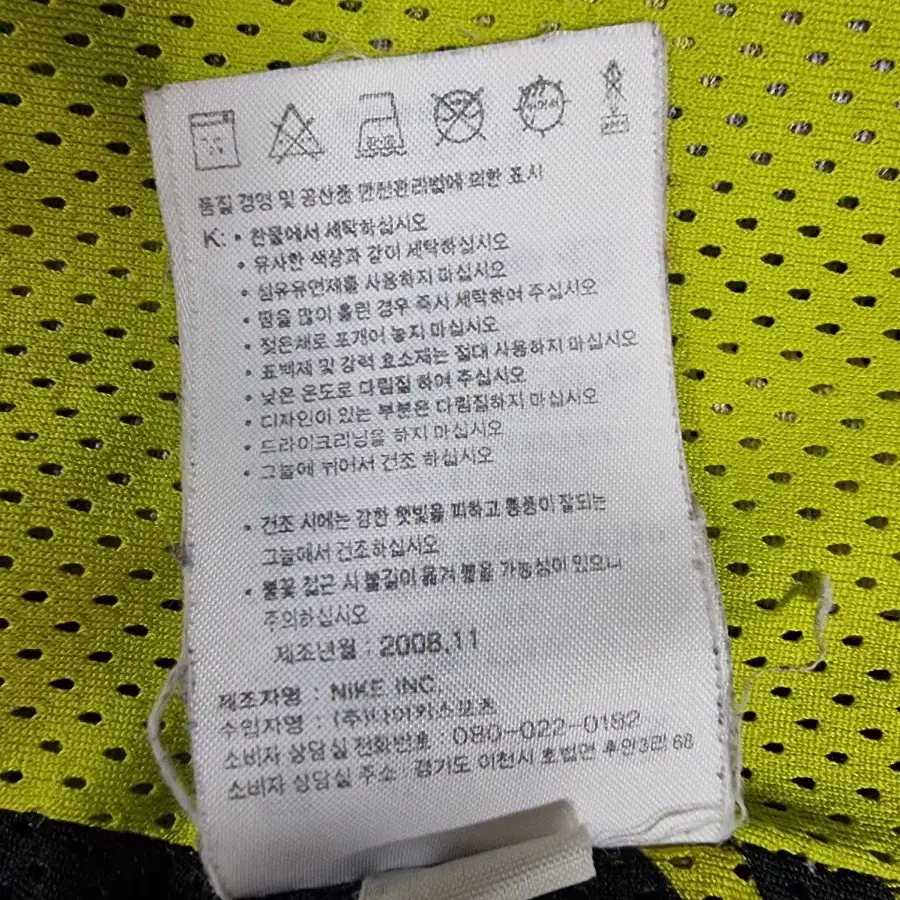 품질 경영 및 공산품 안전관리법에 의한 표시
K: • 찬물에서 세탁하십시오
• 유사한 색상과 같이 세탁하십시오
• 섬유유연제를 사용하지 마십시오
• 땀을 많이 흘린 경우 즉시 세탁하여 주십시오
• 젖은채로 포개어 놓지 마십시오
• 표백제 및 강력 효소제는 절대 사용하지 마십시오
• 낮은 온도로 다림질 하여 주십시오
• 디자인이 있는 부분은 다림질하지 마십시오
• 드라이크리닝을 하지 마십시오
• 그늘에 뉘어서 건조 하십시오
• 건조 시에는 강한 햇빛을 피하고 통풍이 잘되는
그늘에서 건조하십시오
• 불꽃 접근 시 불길이 옮겨 붙을 가능성이 있으니
주의하십시오
제조년월 : 2008.11
제조자명 : NIKE INC.
수입자명 : (주)나이키스포츠
소비자 상담실 전화번호 : 080-022-0182
소비자 상담실 주소 : 경기도 이천시 호법면 후안3리 68